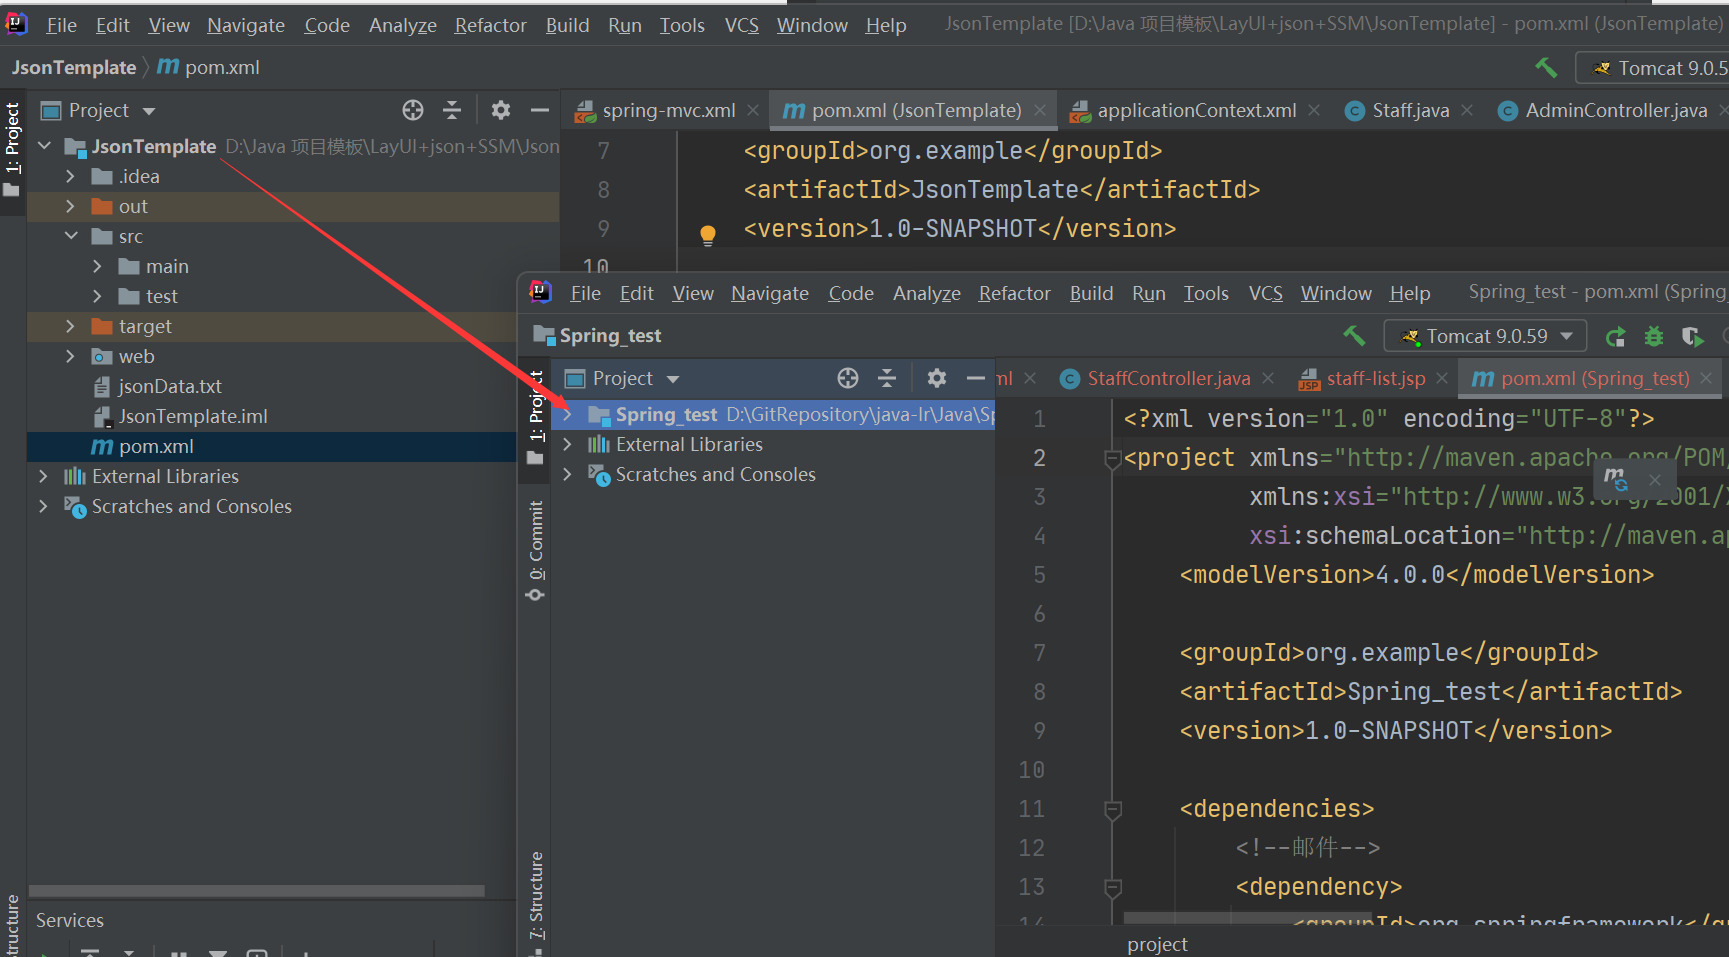 File Edit View Navigate Code Analyze Refactor Build Run Tools VCS Window Help JsonTemplate [D:\Java 项目模板\LayUI+json+SSM\JsonTemplate] - pom.xml (JsonTemplate)
JsonTemplate pom.xml Tomcat 9.0.5
1: Project
Project
JsonTemplate D:\Java 项目模板\LayUI+json+SSM\Json
.idea
out
src
main
test
target
web
jsonData.txt
JsonTemplate.iml
pom.xml
External Libraries
Scratches and Consoles
Services
spring-mvc.xml pom.xml (JsonTemplate) applicationContext.xml Staff.java AdminController.java
7 <groupId>org.example</groupId>
8 <artifactId>JsonTemplate</artifactId>
9 <version>1.0-SNAPSHOT</version>
10
File Edit View Navigate Code Analyze Refactor Build Run Tools VCS Window Help Spring_test - pom.xml (Spring_
Spring_test Tomcat 9.0.59
1: Project
0: Commit
7: Structure
Project
Spring_test D:\GitRepository\java-lr\Java\Sp
External Libraries
Scratches and Consoles
ml StaffController.java staff-list.jsp pom.xml (Spring_test)
1 <?xml version="1.0" encoding="UTF-8"?>
2 <project xmlns="http://maven.apache.org/POM/
3 xmlns:xsi="http://www.w3.org/2001/X
4 xsi:schemaLocation="http://maven.ap
5 <modelVersion>4.0.0</modelVersion>
6
7 <groupId>org.example</groupId>
8 <artifactId>Spring_test</artifactId>
9 <version>1.0-SNAPSHOT</version>
10
11 <dependencies>
12 <!--邮件-->
13 <dependency>
14 <groupId>org.springframework</gr
project